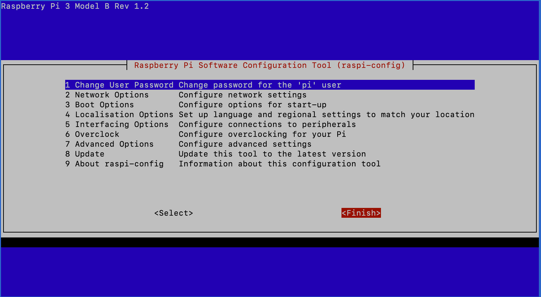 Raspberry Pi 3 Model B Rev 1.2
Raspberry Pi Software Configuration Tool (raspi-config)
1 Change User Password Change password for the 'pi' user
2 Network Options Configure network settings
3 Boot Options Configure options for start-up
4 Localisation Options Set up language and regional settings to match your location
5 Interfacing Options Configure connections to peripherals
6 Overclock Configure overclocking for your Pi
7 Advanced Options Configure advanced settings
8 Update Update this tool to the latest version
9 About raspi-config Information about this configuration tool
<Select> <Finish>